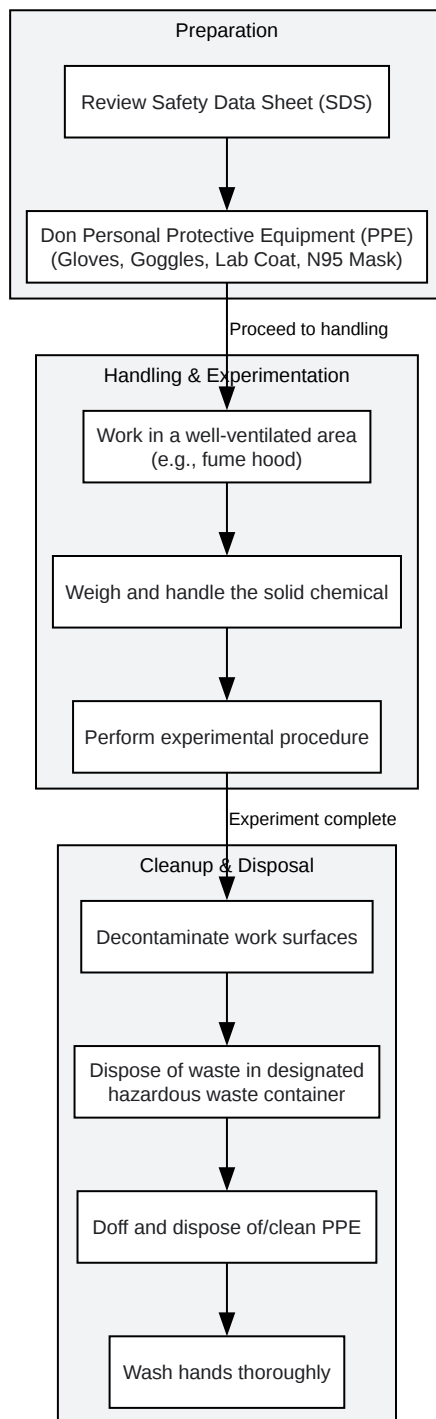 Preparation
Review Safety Data Sheet (SDS)
Don Personal Protective Equipment (PPE)
(Gloves, Goggles, Lab Coat, N95 Mask)
Proceed to handling
Handling & Experimentation
Work in a well-ventilated area
(e.g., fume hood)
Weigh and handle the solid chemical
Perform experimental procedure
Experiment complete
Cleanup & Disposal
Decontaminate work surfaces
Dispose of waste in designated
hazardous waste container
Doff and dispose of/clean PPE
Wash hands thoroughly